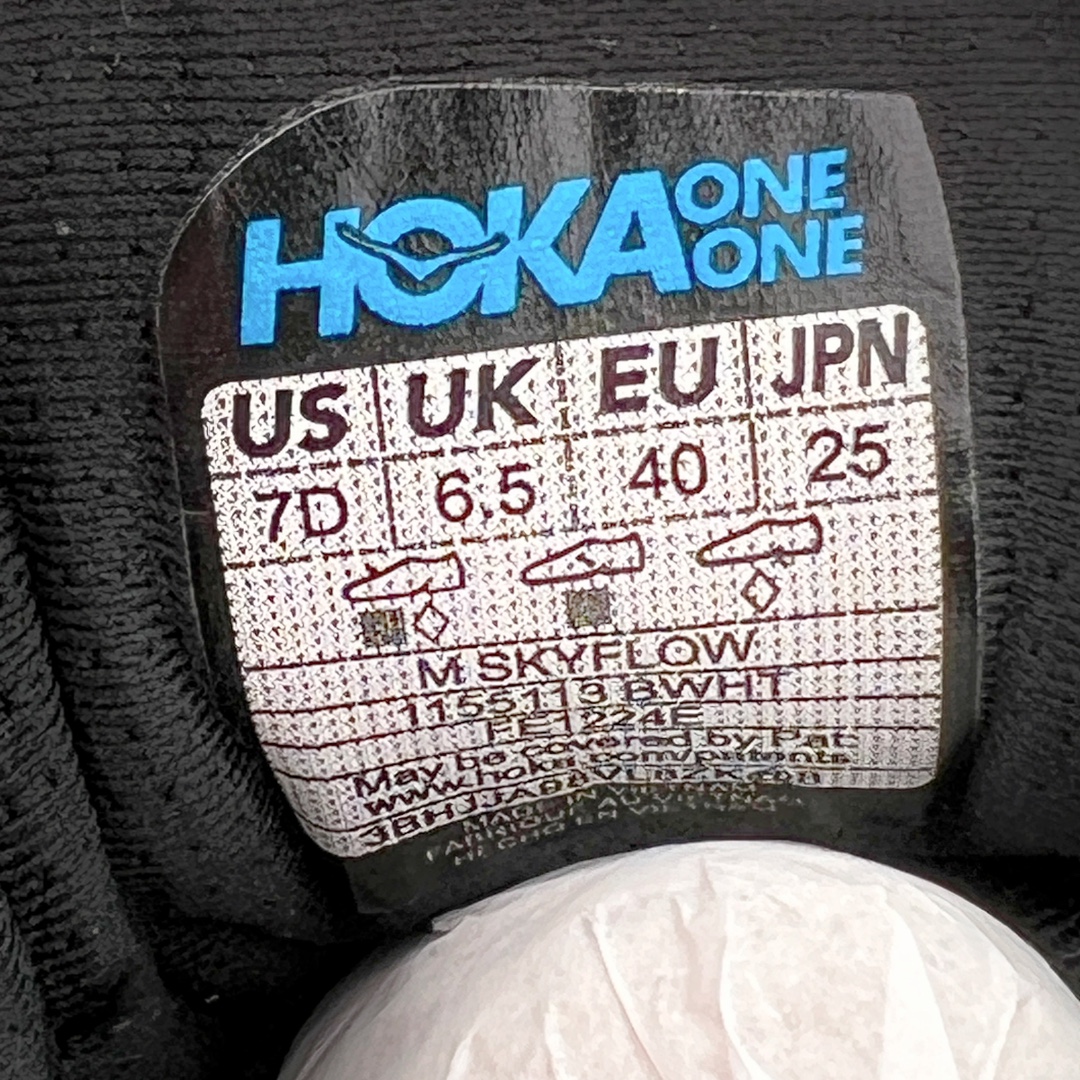 HOKA ONE ONE
US UK EU JPN
7D 6.5 40 25
M SKYFLOW
1155113 BWHT
FE1224E
May be covered by Pat.
www.hoka.com/patents